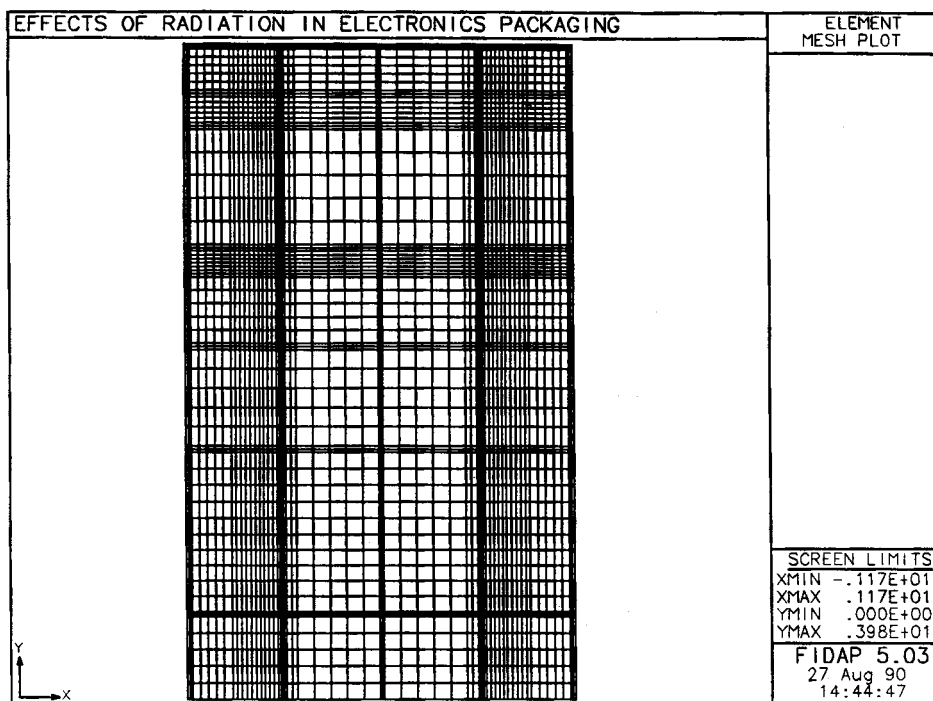 EFFECTS OF RADIATION IN ELECTRONICS PACKAGING
ELEMENT
MESH PLOT
SCREEN LIMITS
XMIN -.117E+01
XMAX .117E+01
YMIN .000E+00
YMAX .398E+01
FIDAP 5.03
27 Aug 90
14:44:47
Y
X